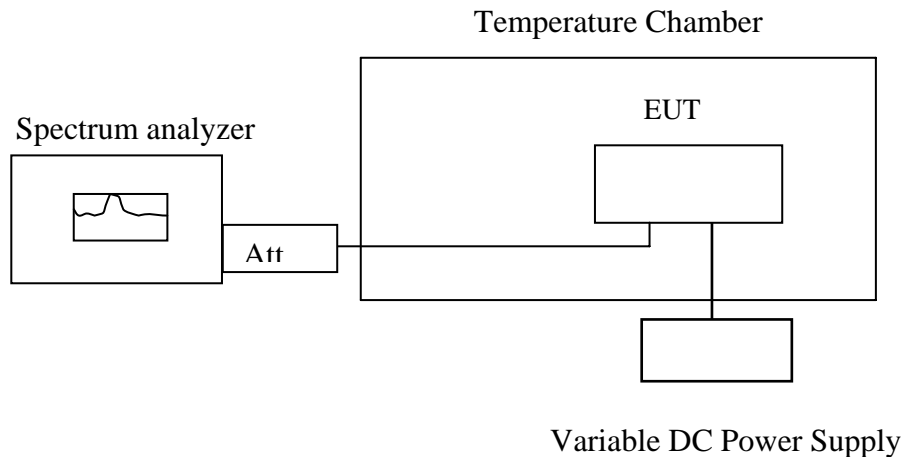 Temperature Chamber
EUT
Spectrum analyzer
Att
Variable DC Power Supply